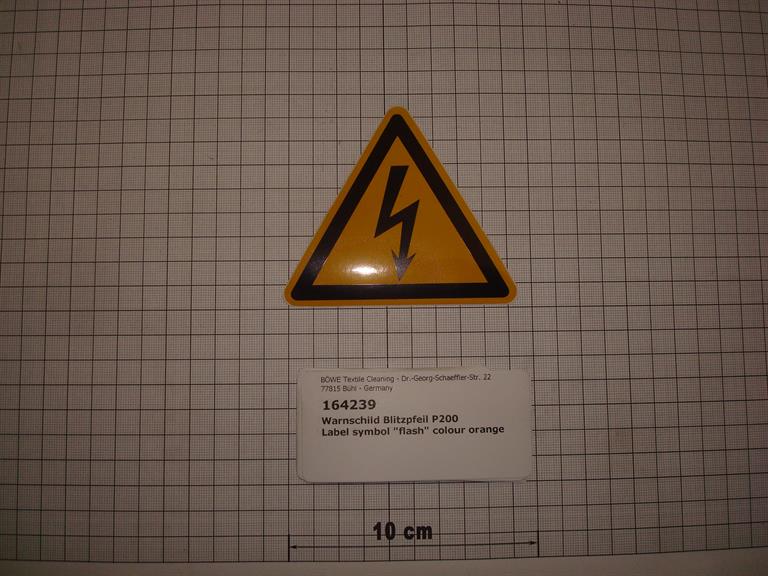 BÖWE Textile Cleaning - Dr.-Georg-Schaeffler-Str. 22
77815 Bühl - Germany
164239
Warnschild Blitzpfeil P200
Label symbol "flash" colour orange
10 cm